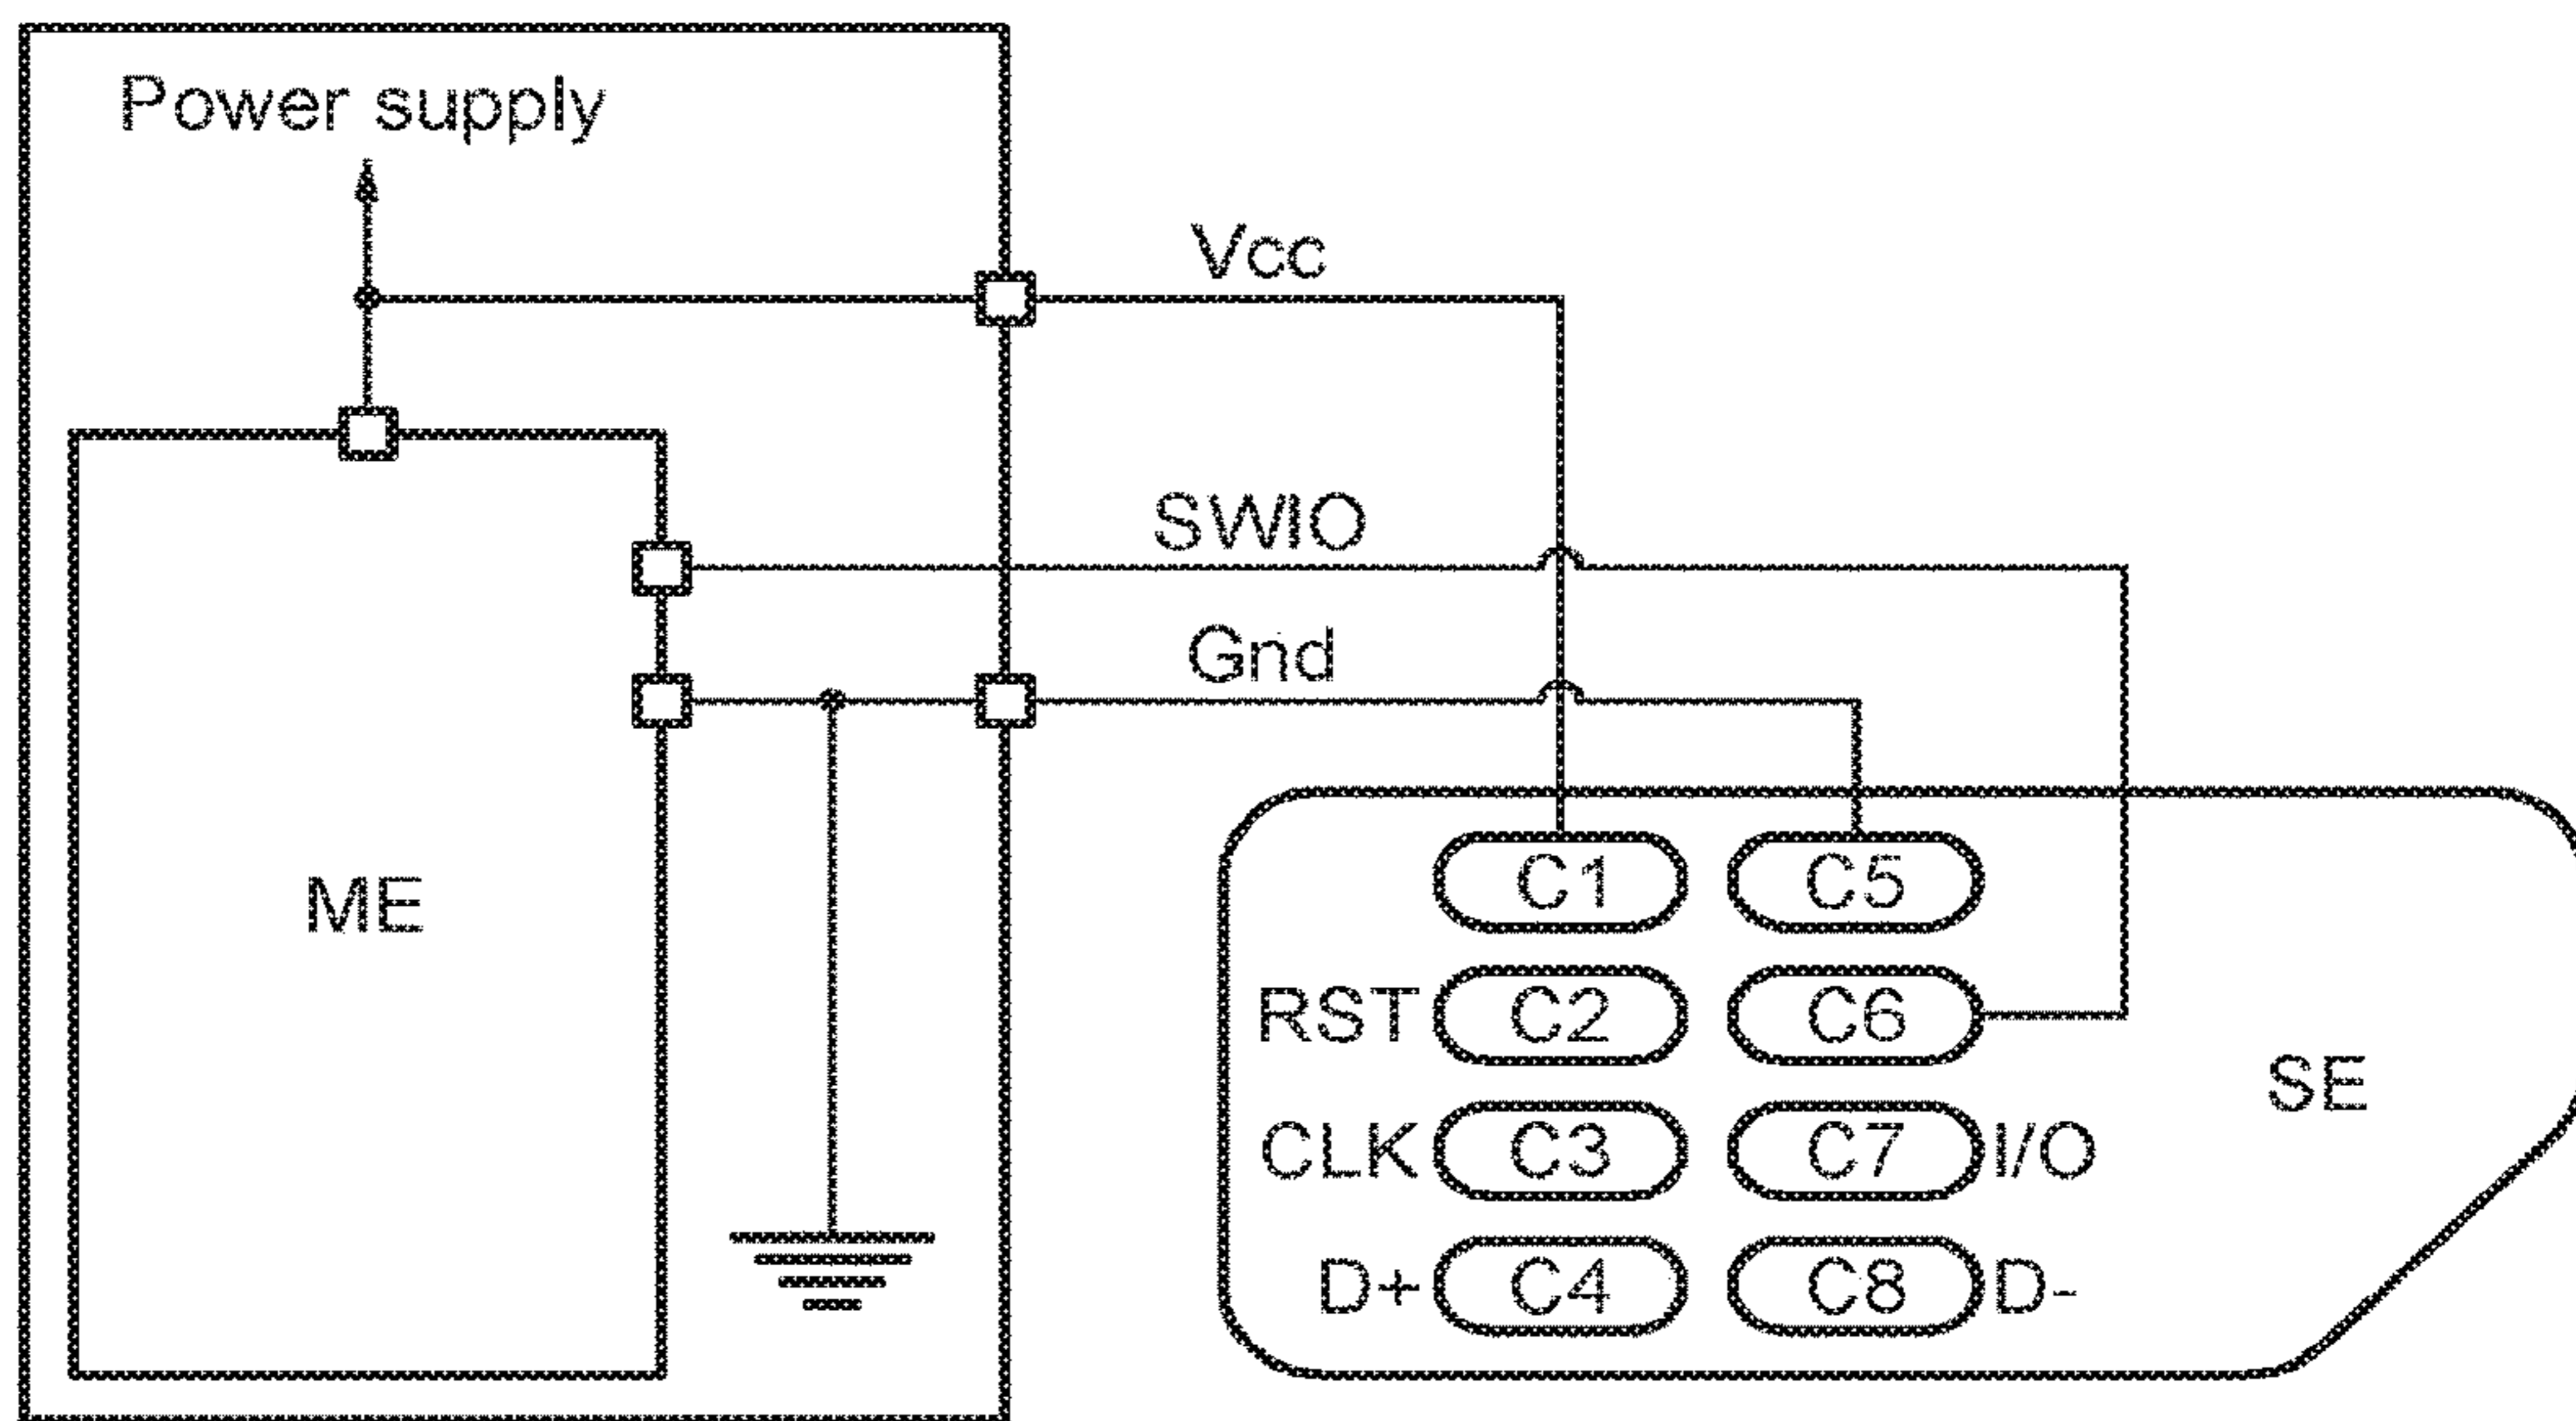 Power supply
Vcc
SWIO
Gnd
ME
C1 C5
RST C2 C6
SE
CLK C3 C7 I/O
D+ C4 C8 D-